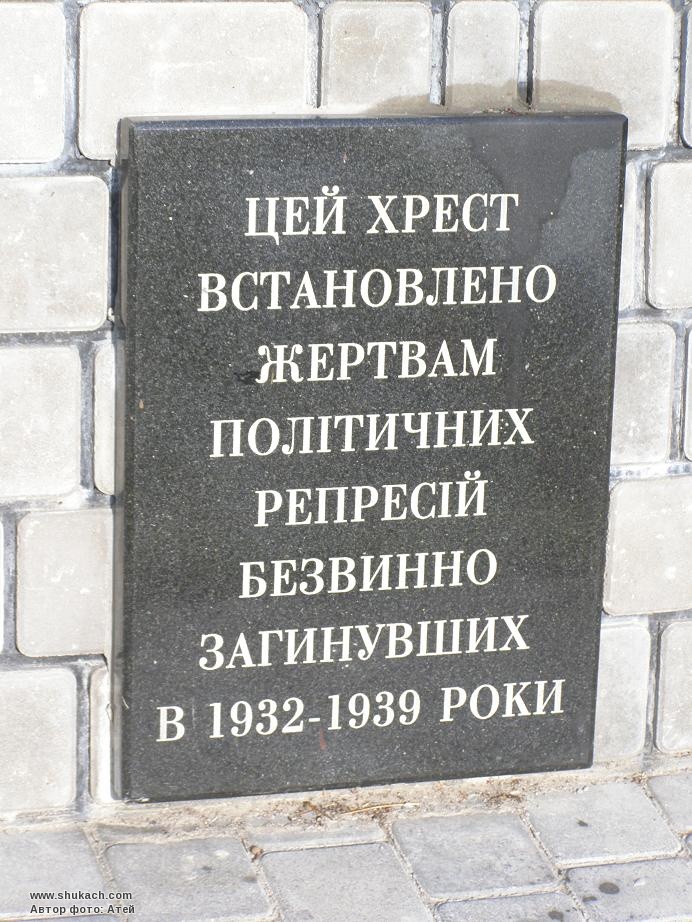 ЦЕЙ ХРЕСТ
ВСТАНОВЛЕНО
ЖЕРТВАМ
ПОЛІТИЧНИХ
РЕПРЕСІЙ
БЕЗВИННО
ЗАГИНУВШИХ
В 1932-1939 РОКИ
www.shukach.com
Автор фото: Атей